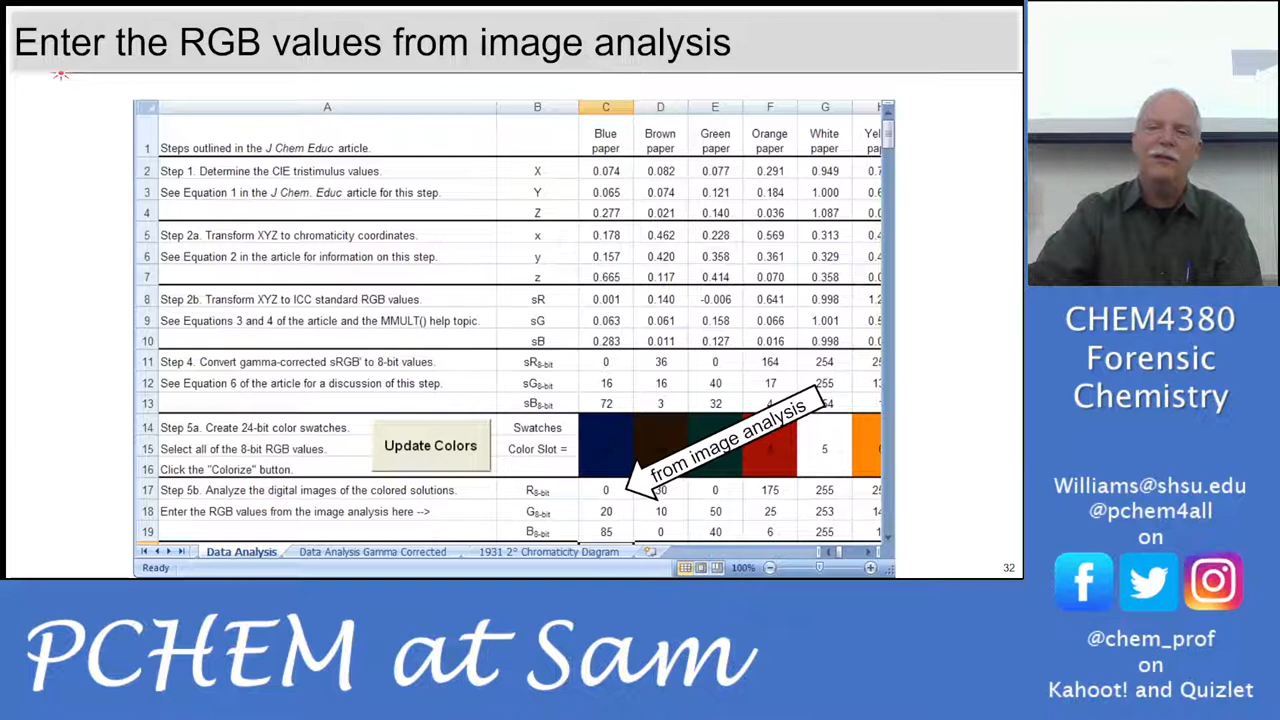 Enter the RGB values from image analysis
A B C D E F G H
Blue paper Brown paper Green paper Orange paper White paper
1 Steps outlined in the J Chem Educ article.
2 Step 1. Determine the CIE tristimulus values. X 0.074 0.082 0.077 0.291 0.949
3 See Equation 1 in the J Chem. Educ article for this step. Y 0.065 0.074 0.121 0.184 1.000
4 Z 0.277 0.021 0.140 0.036 1.087
5 Step 2a. Transform XYZ to chromaticity coordinates. x 0.178 0.462 0.228 0.569 0.313
6 See Equation 2 in the article for information on this step. y 0.157 0.420 0.358 0.361 0.329
7 z 0.665 0.117 0.414 0.070 0.358
8 Step 2b. Transform XYZ to ICC standard RGB values. sR 0.001 0.140 -0.006 0.641 0.998
9 See Equations 3 and 4 of the article and the MMULT() help topic. sG 0.063 0.061 0.158 0.066 1.001
10 sB 0.283 0.011 0.127 0.016 0.998
11 Step 4. Convert gamma-corrected sRGB' to 8-bit values. sR8-bit 0 36 0 164 254
12 See Equation 6 of the article for a discussion of this step. sG8-bit 16 16 40 17 255
13 sB8-bit 72 3 32
14 Step 5a. Create 24-bit color swatches. Swatches
15 Select all of the 8-bit RGB values. Update Colors Color Slot = 5
16 Click the "Colorize" button.
from image analysis
17 Step 5b. Analyze the digital images of the colored solutions. R8-bit 0 30 0 175 255
18 Enter the RGB values from the image analysis here --> G8-bit 20 10 50 25 253
19 B8-bit 85 0 40 6 242
Data Analysis Data Analysis Gamma Corrected 1931 2° Chromaticity Diagram
Ready 100%
32
CHEM4380
Forensic
Chemistry
Williams@shsu.edu
@pchem4all
on
@chem_prof
on
Kahoot! and Quizlet
PCHEM at Sam